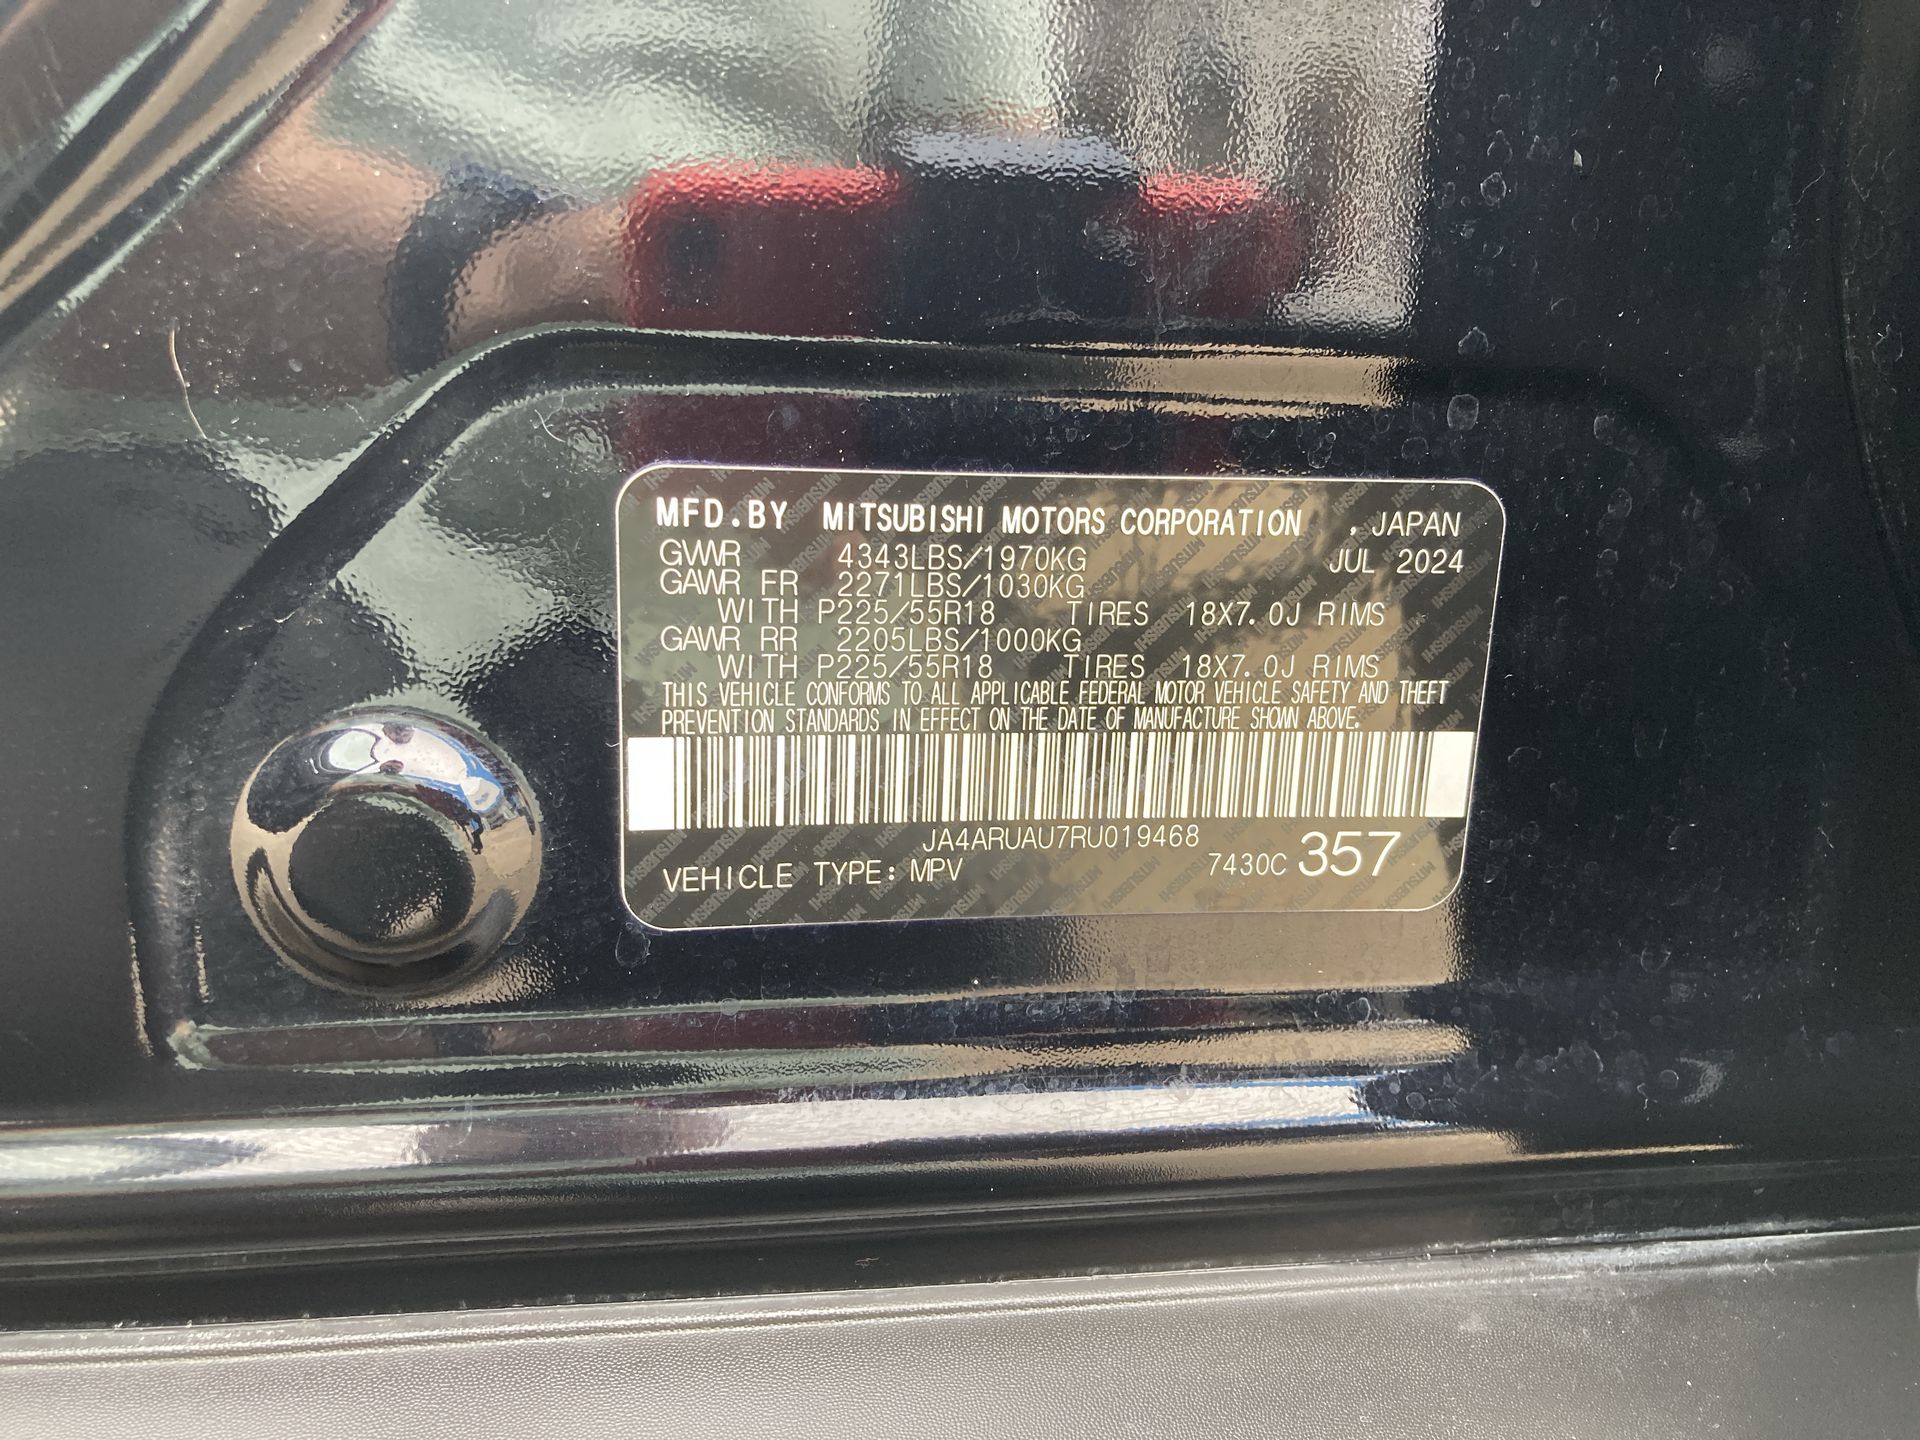 MFD.BY MITSUBISHI MOTORS CORPORATION , JAPAN
GVWR 4343LBS/1970KG JUL 2024
GAWR FR 2271LBS/1030KG
WITH P225/55R18 TIRES 18X7.0J RIMS
GAWR RR 2205LBS/1000KG
WITH P225/55R18 TIRES 18X7.0J RIMS
THIS VEHICLE CONFORMS TO ALL APPLICABLE FEDERAL MOTOR VEHICLE SAFETY AND THEFT
PREVENTION STANDARDS IN EFFECT ON THE DATE OF MANUFACTURE SHOWN ABOVE.
JA4ARUAU7RU019468
VEHICLE TYPE: MPV 7430C 357